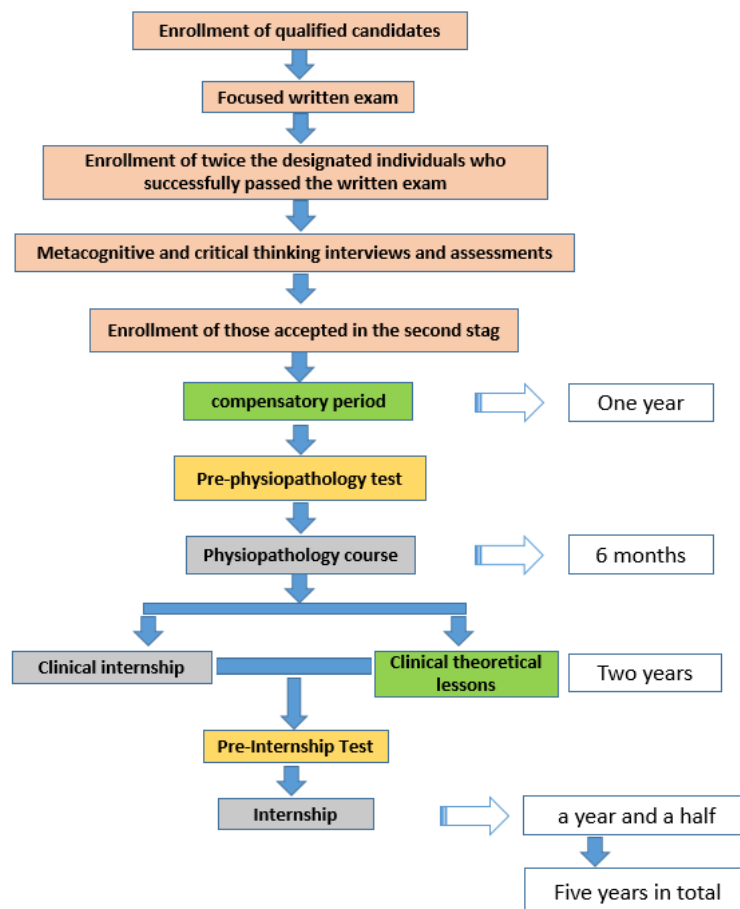 Enrollment of qualified candidates
Focused written exam
Enrollment of twice the designated individuals who
successfully passed the written exam
Metacognitive and critical thinking interviews and assessments
Enrollment of those accepted in the second stag
compensatory period
One year
Pre-physiopathology test
Physiopathology course
6 months
Clinical internship
Clinical theoretical
lessons
Two years
Pre-Internship Test
Internship
a year and a half
Five years in total